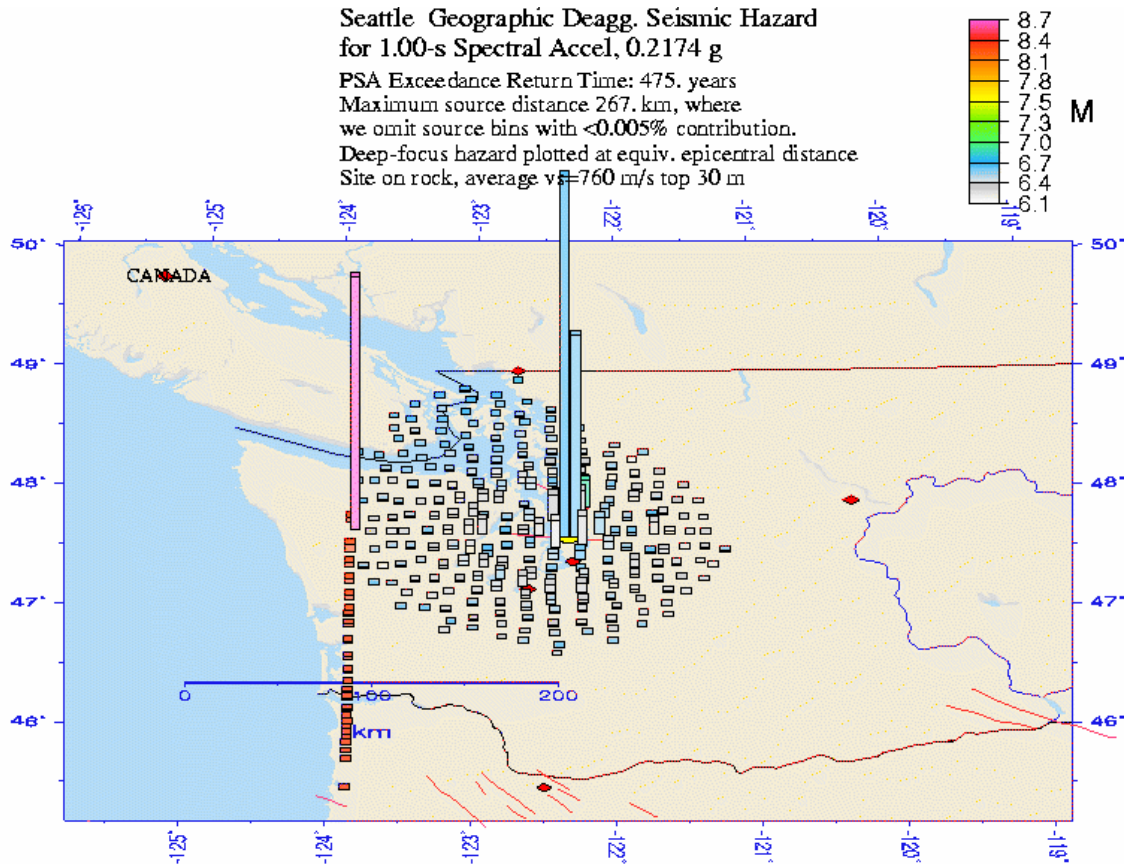 Seattle Geographic Deagg. Seismic Hazard
for 1.00-s Spectral Accel, 0.2174 g
PSA Exceedance Return Time: 475. years
Maximum source distance 267. km, where
we omit source bins with <0.005% contribution.
Deep-focus hazard plotted at equiv. epicentral distance
Site on rock, average vs=760 m/s top 30 m
8.7
8.4
8.1
7.8
7.5
7.3
7.0
6.7
6.4
6.1
M
-126° -125° -124° -123° -122° -121° -120° -119°
50° 50°
CANADA
49° 49°
48° 48°
47° 47°
0 100 200
46° 46°
km
-125° -124° -123° -122° -121° -120° -119°